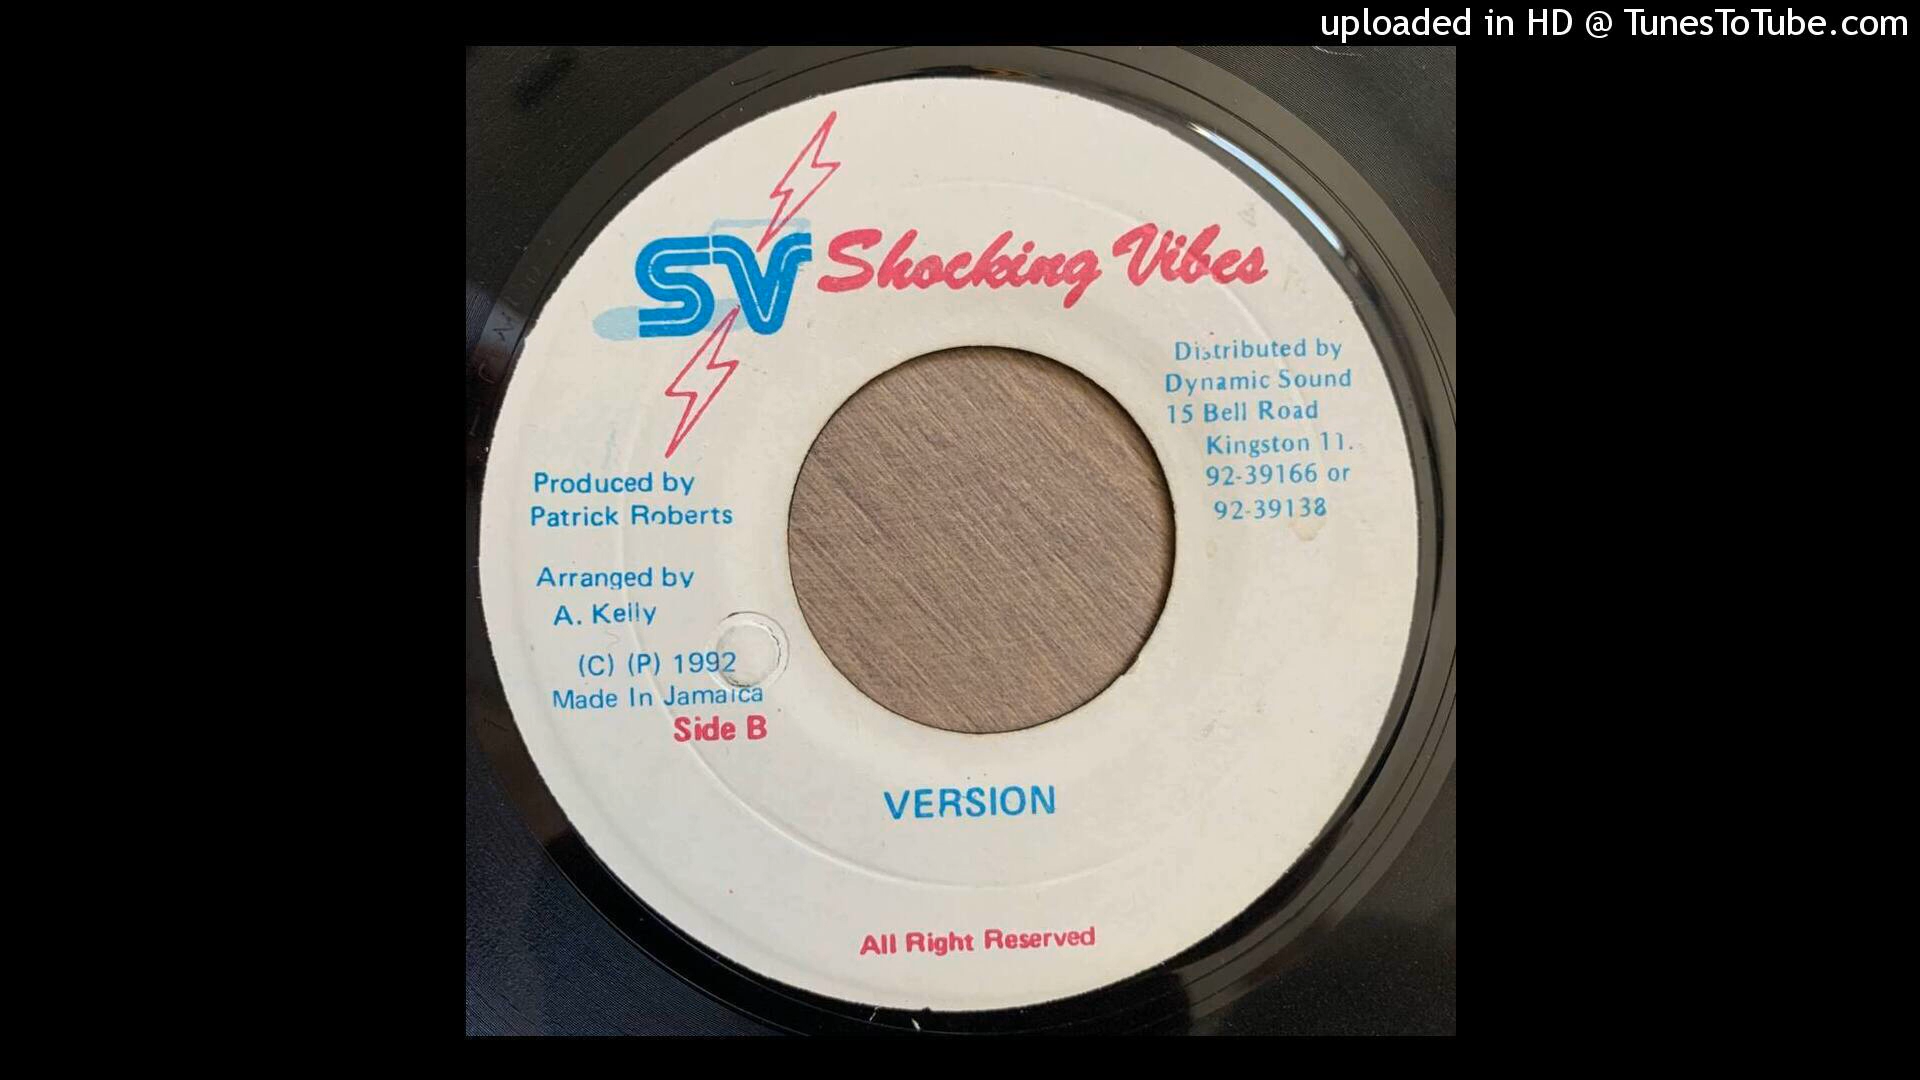 uploaded in HD @ TunesToTube.com
SV Shocking Vibes
Distributed by
Dynamic Sound
15 Bell Road
Kingston 11.
92-39166 or
92-39138
Produced by
Patrick Roberts
Arranged by
A. Kelly
(C) (P) 1992
Made In Jamaica
Side B
VERSION
All Right Reserved